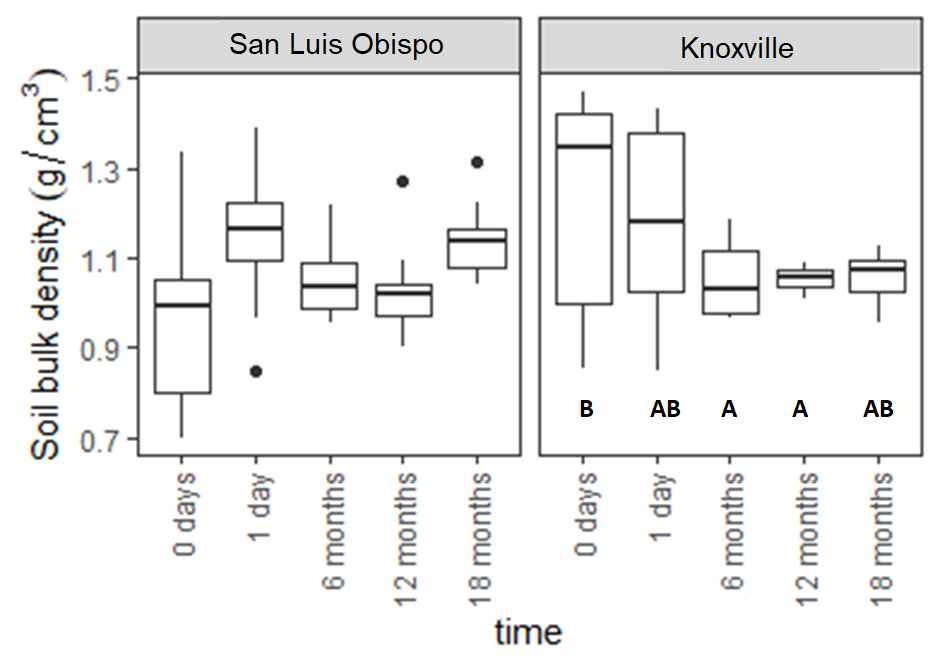 San Luis Obispo
Knoxville
Soil bulk density (g/cm³)
1.5
1.3
1.1
0.9
0.7
B AB A A AB
0 days
1 day
6 months
12 months
18 months
0 days
1 day
6 months
12 months
18 months
time